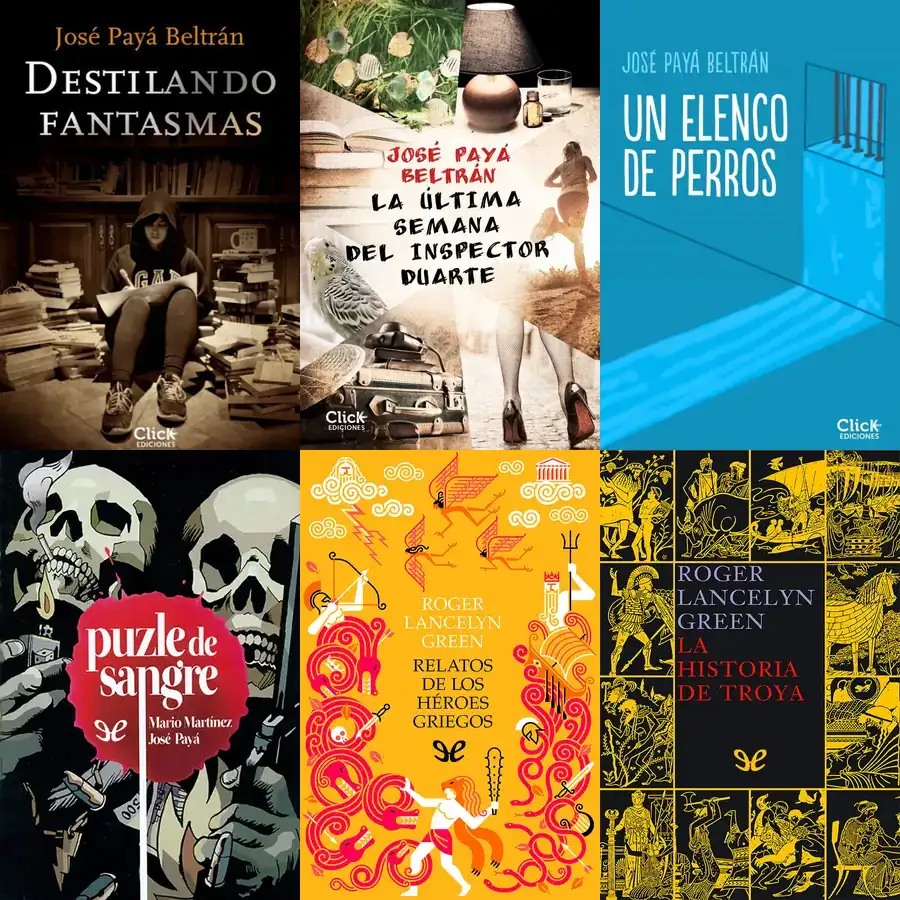 José Payá Beltrán
DESTILANDO
FANTASMAS
GAP
Click
EDICIONES
JOSÉ PAYÁ
BELTRÁN
LA ÚLTIMA
SEMANA
DEL INSPECTOR
DUARTE
Click
EDICIONES
JOSÉ PAYÁ BELTRÁN
UN ELENCO
DE PERROS
Click
EDICIONES
puzle de
sangre
Mario Martínez
José Payá
ROGER
LANCELYN
GREEN
RELATOS
DE LOS
HÉROES
GRIEGOS
ROGER
LANCELYN
GREEN
LA
HISTORIA
DE TROYA